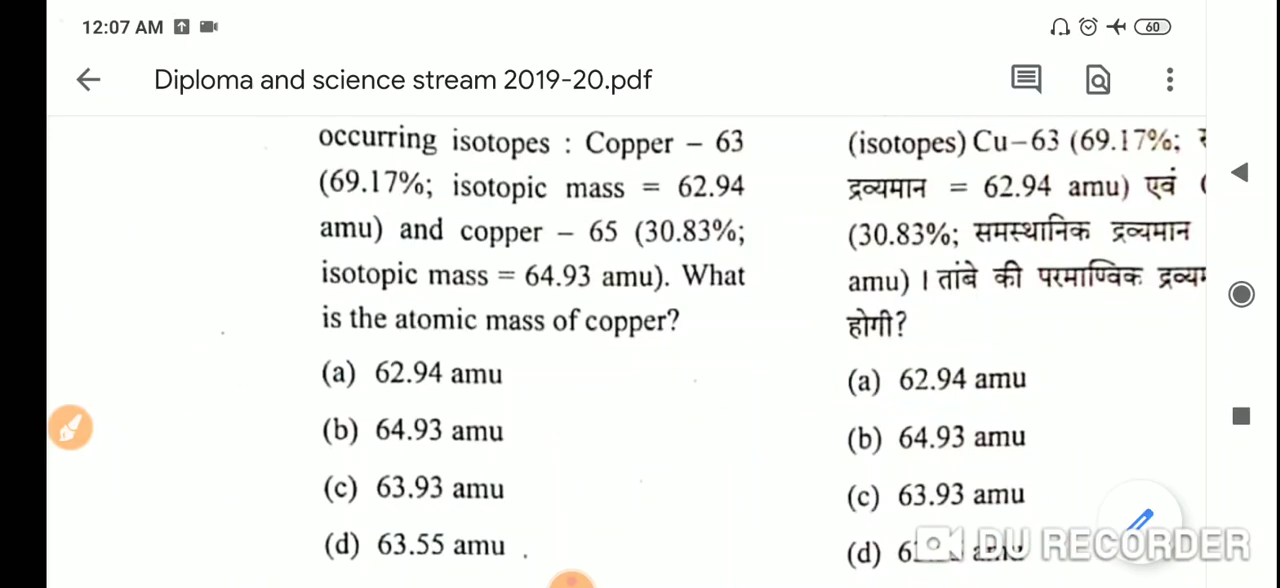 12:07 AM
60
Diploma and science stream 2019-20.pdf
occurring isotopes : Copper – 63
(69.17%; isotopic mass = 62.94
amu) and copper – 65 (30.83%;
isotopic mass = 64.93 amu). What
is the atomic mass of copper?
(a) 62.94 amu
(b) 64.93 amu
(c) 63.93 amu
(d) 63.55 amu .
(isotopes) Cu–63 (69.17%;
द्रव्यमान = 62.94 amu) एवं (
(30.83%; समस्थानिक द्रव्यमान
amu) । तांबे की परमाण्विक
होगी?
(a) 62.94 amu
(b) 64.93 amu
(c) 63.93 amu
(d)
DU RECORDER